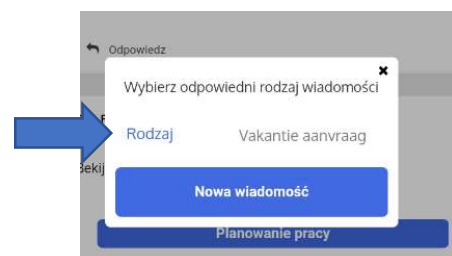 Odpowiedz
Wybierz odpowiedni rodzaj wiadomości
Rodzaj Vakantie aanvraag
Nowa wiadomość
Planowanie pracy